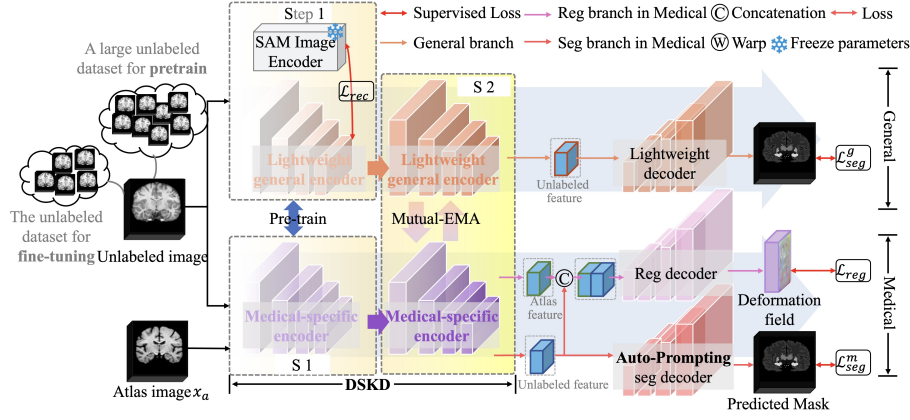 Step 1
SAM Image
Encoder
Supervised Loss
Reg branch in Medical
C Concatenation
Loss
General branch
Seg branch in Medical
W Warp
Freeze parameters
A large unlabeled
dataset for pretrain
ℒrec
S 2
Lightweight
general encoder
Lightweight
general encoder
Unlabeled
feature
Lightweight
decoder
ℒ^g_seg
General
The unlabeled
dataset for
fine-tuning
Unlabeled image
Pre-train
Mutual-EMA
Medical-specific
encoder
Medical-specific
encoder
Atlas
feature
C
Reg decoder
Deformation
field
ℒreg
Medical
Unlabeled feature
Auto-Prompting
seg decoder
ℒ^m_seg
Predicted Mask
Atlas image xa
S 1
DSKD